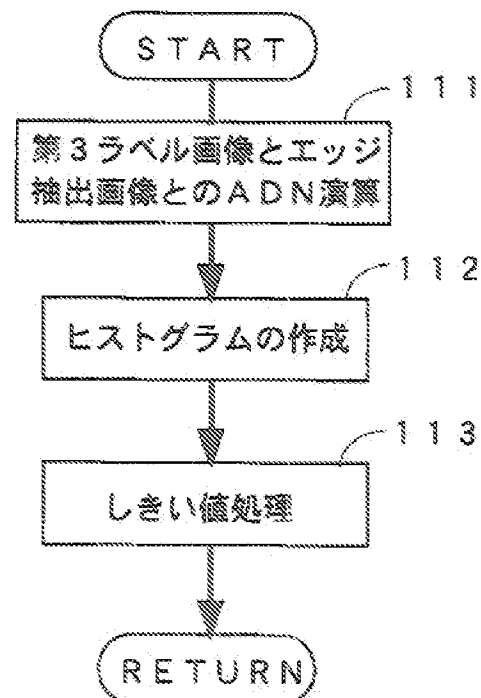 START
111
第3ラベル画像とエッジ
抽出画像とのADN演算
112
ヒストグラムの作成
113
しきい値処理
RETURN